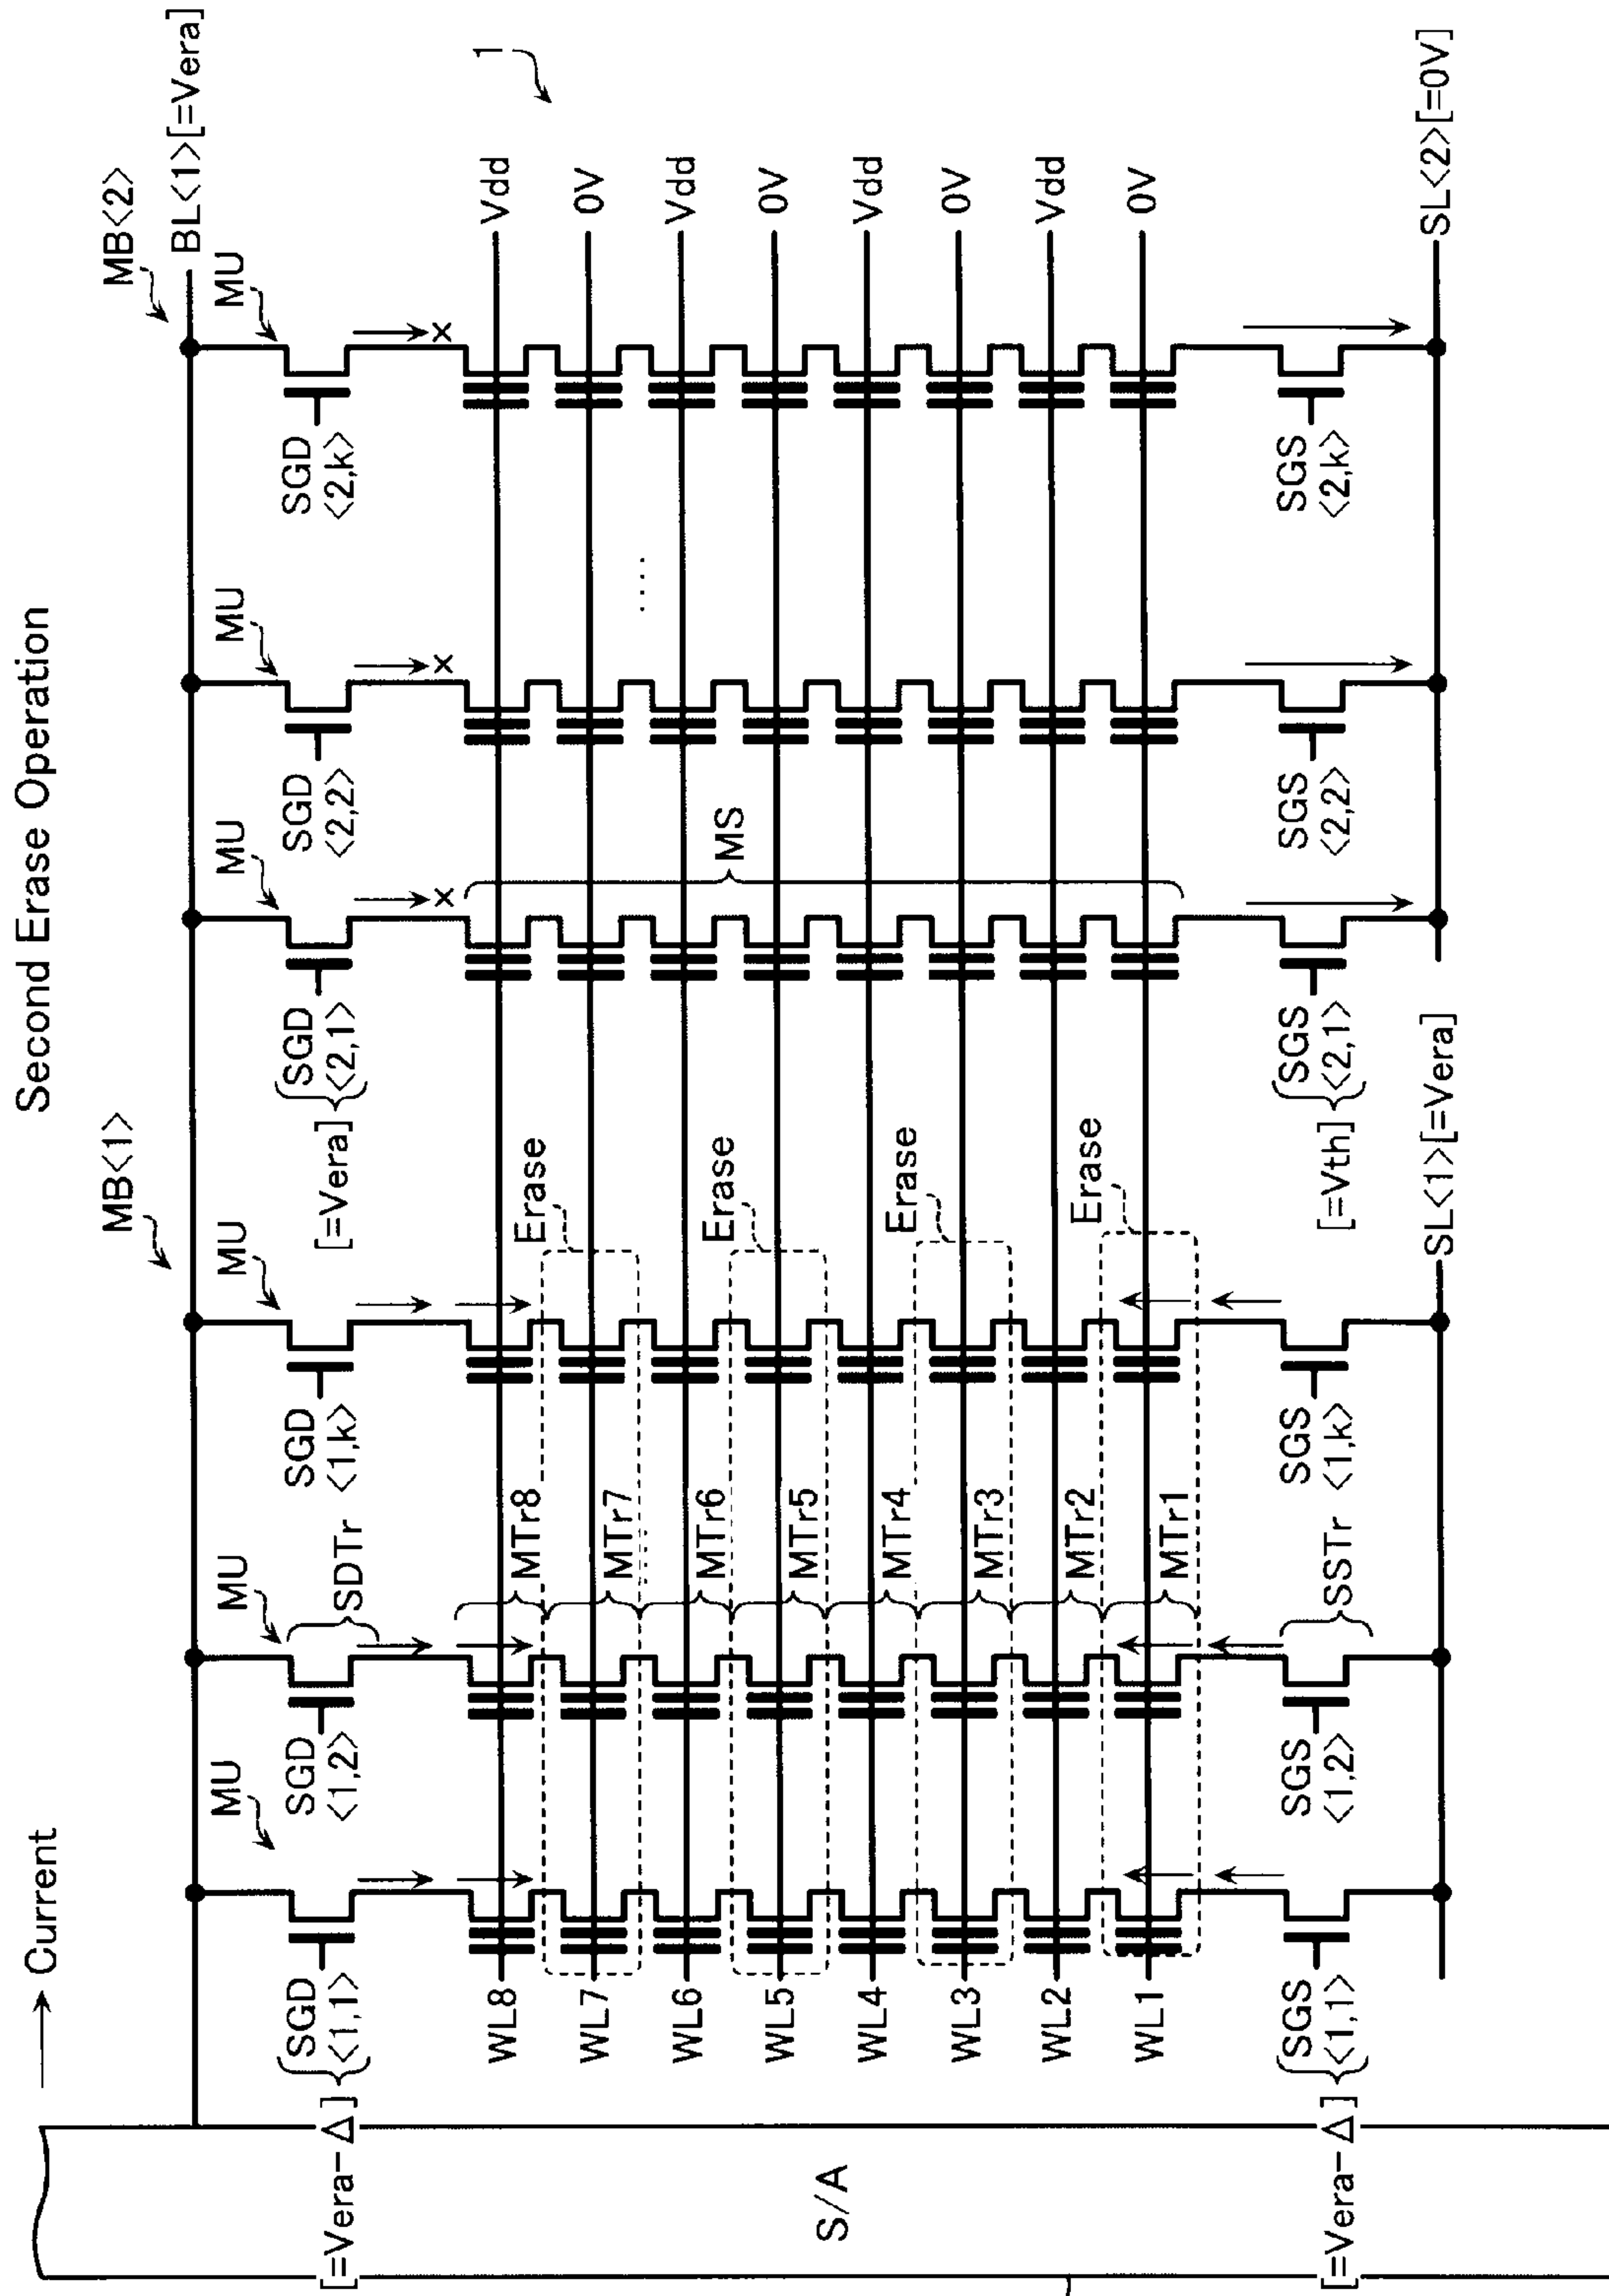 Second Erase Operation
→ Current
1
MB<1>
MB<2>
BL<1>[=Vera]
MU
MU
MU
MU
MU
MU
SGD
<1,1>
[=Vera-Δ]
SGD
<1,2>
SDTr
SGD
<1,k>
SGD
<2,1>
[=Vera]
SGD
<2,2>
SGD
<2,k>
×
×
×
WL8
MTr8
Vdd
WL7
MTr7
Erase
0V
WL6
MTr6
Vdd
WL5
MTr5
Erase
0V
WL4
MTr4
Vdd
WL3
MTr3
Erase
0V
WL2
MTr2
Vdd
WL1
MTr1
Erase
0V
MS
.....
S/A
SGS
<1,1>
[=Vera-Δ]
SGS
<1,2>
SSTr
SGS
<1,k>
SGS
<2,1>
[=Vth]
SGS
<2,2>
SGS
<2,k>
SL<1>[=Vera]
SL<2>[=0V]